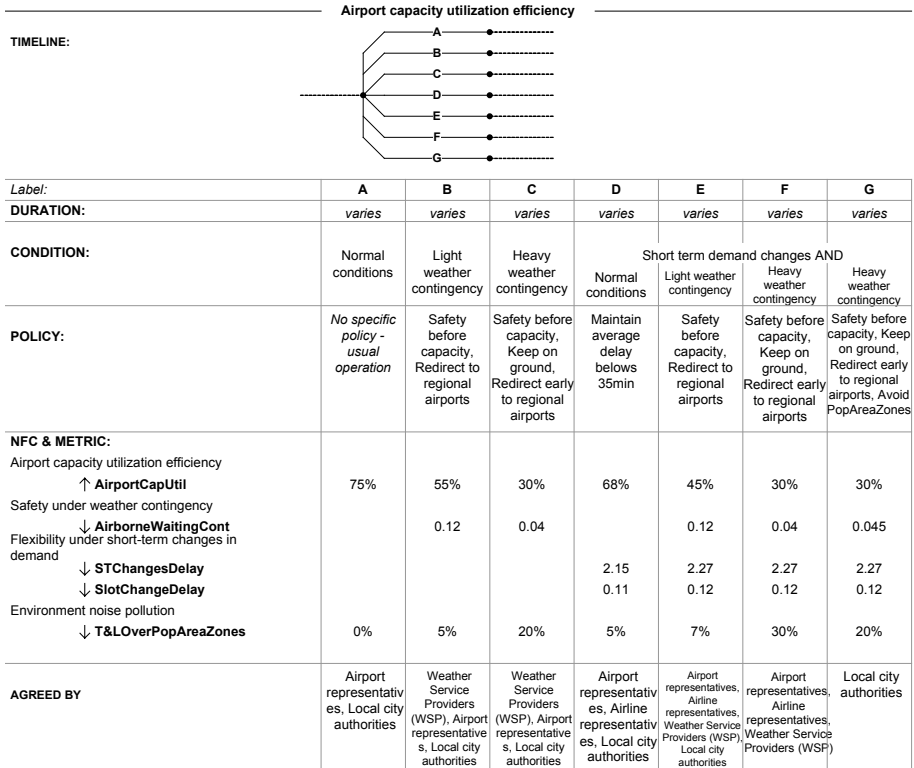 Airport capacity utilization efficiency
TIMELINE:
A
B
C
D
E
F
G
Label: A B C D E F G
DURATION: varies varies varies varies varies varies varies
CONDITION:
Normal
conditions
Light
weather
contingency
Heavy
weather
contingency
Short term demand changes AND
Normal
conditions
Light weather
contingency
Heavy
weather
contingency
Heavy
weather
contingency
POLICY:
No specific
policy -
usual
operation
Safety
before
capacity,
Redirect to
regional
airports
Safety before
capacity,
Keep on
ground,
Redirect early
to regional
airports
Maintain
average
delay
belows
35min
Safety
before
capacity,
Redirect to
regional
airports
Safety before
capacity,
Keep on
ground,
Redirect early
to regional
airports
Safety before
capacity, Keep
on ground,
Redirect early
to regional
airports, Avoid
PopAreaZones
NFC & METRIC:
Airport capacity utilization efficiency
↑ AirportCapUtil 75% 55% 30% 68% 45% 30% 30%
Safety under weather contingency
↓ AirborneWaitingCont 0.12 0.04 0.12 0.04 0.045
Flexibility under short-term changes in
demand
↓ STChangesDelay 2.15 2.27 2.27 2.27
↓ SlotChangeDelay 0.11 0.12 0.12 0.12
Environment noise pollution
↓ T&LOverPopAreaZones 0% 5% 20% 5% 7% 30% 20%
AGREED BY
Airport
representativ
es, Local city
authorities
Weather
Service
Providers
(WSP), Airport
representative
s, Local city
authorities
Weather
Service
Providers
(WSP), Airport
representative
s, Local city
authorities
Airport
representativ
es, Airline
representativ
es, Local city
authorities
Airport
representatives,
Airline
representatives,
Weather Service
Providers (WSP),
Local city
authorities
Airport
representatives,
Airline
representatives,
Weather Service
Providers (WSP)
Local city
authorities